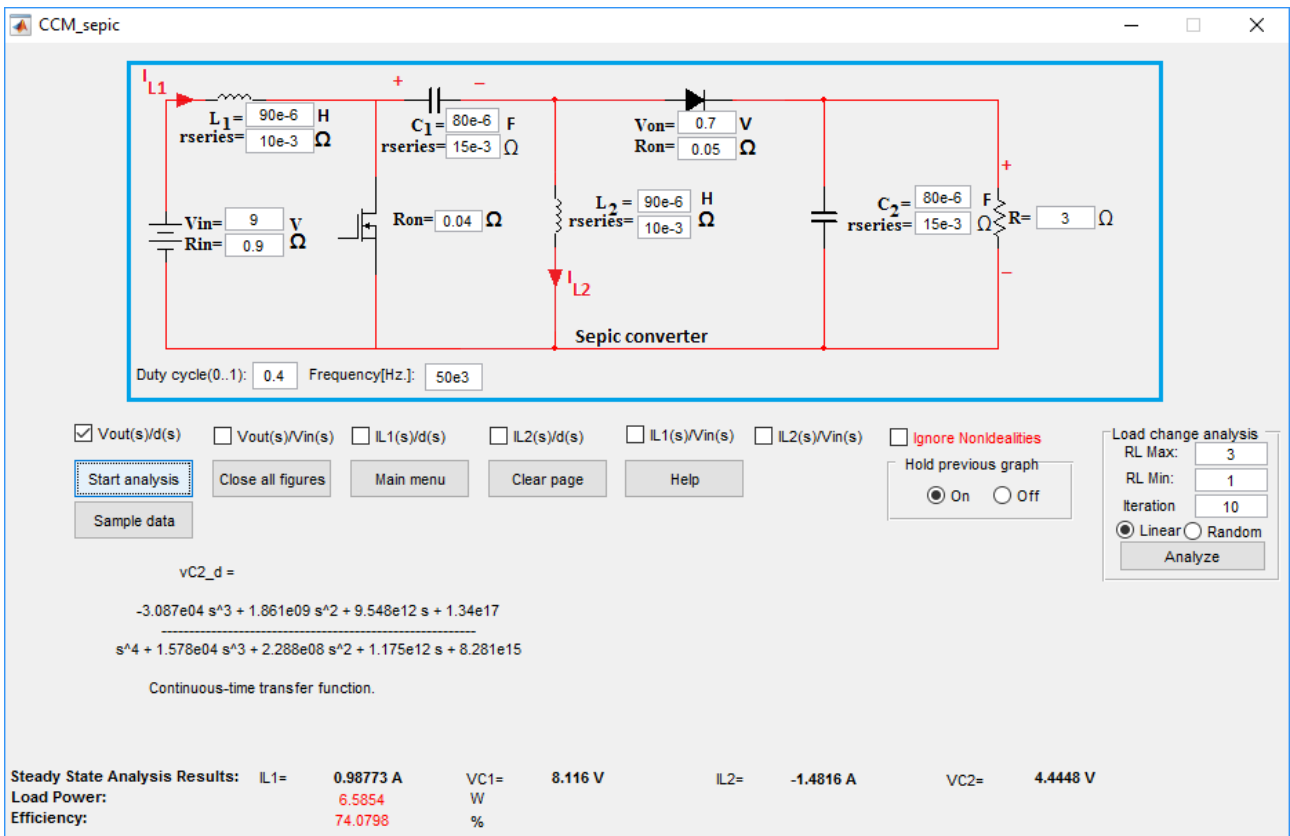 CCM_sepic
I L1
+ −
L1= 90e-6 H
rseries= 10e-3 Ω
C1= 80e-6 F
rseries= 15e-3 Ω
Von= 0.7 V
Ron= 0.05 Ω
+
Vin= 9 V
Rin= 0.9 Ω
Ron= 0.04 Ω
L2= 90e-6 H
rseries= 10e-3 Ω
C2= 80e-6 F
rseries= 15e-3 Ω
R= 3 Ω
−
I L2
Sepic converter
Duty cycle(0..1): 0.4 Frequency[Hz.]: 50e3
Vout(s)/d(s) Vout(s)/Vin(s) IL1(s)/d(s) IL2(s)/d(s) IL1(s)/Vin(s) IL2(s)/Vin(s) Ignore NonIdealities
Start analysis Close all figures Main menu Clear page Help
Sample data
Hold previous graph
On Off
Load change analysis
RL Max: 3
RL Min: 1
Iteration 10
Linear Random
Analyze
vC2_d =
-3.087e04 s^3 + 1.861e09 s^2 + 9.548e12 s + 1.34e17
---------------------------------------------------------
s^4 + 1.578e04 s^3 + 2.288e08 s^2 + 1.175e12 s + 8.281e15
Continuous-time transfer function.
Steady State Analysis Results: IL1= 0.98773 A VC1= 8.116 V IL2= -1.4816 A VC2= 4.4448 V
Load Power: 6.5854 W
Efficiency: 74.0798 %